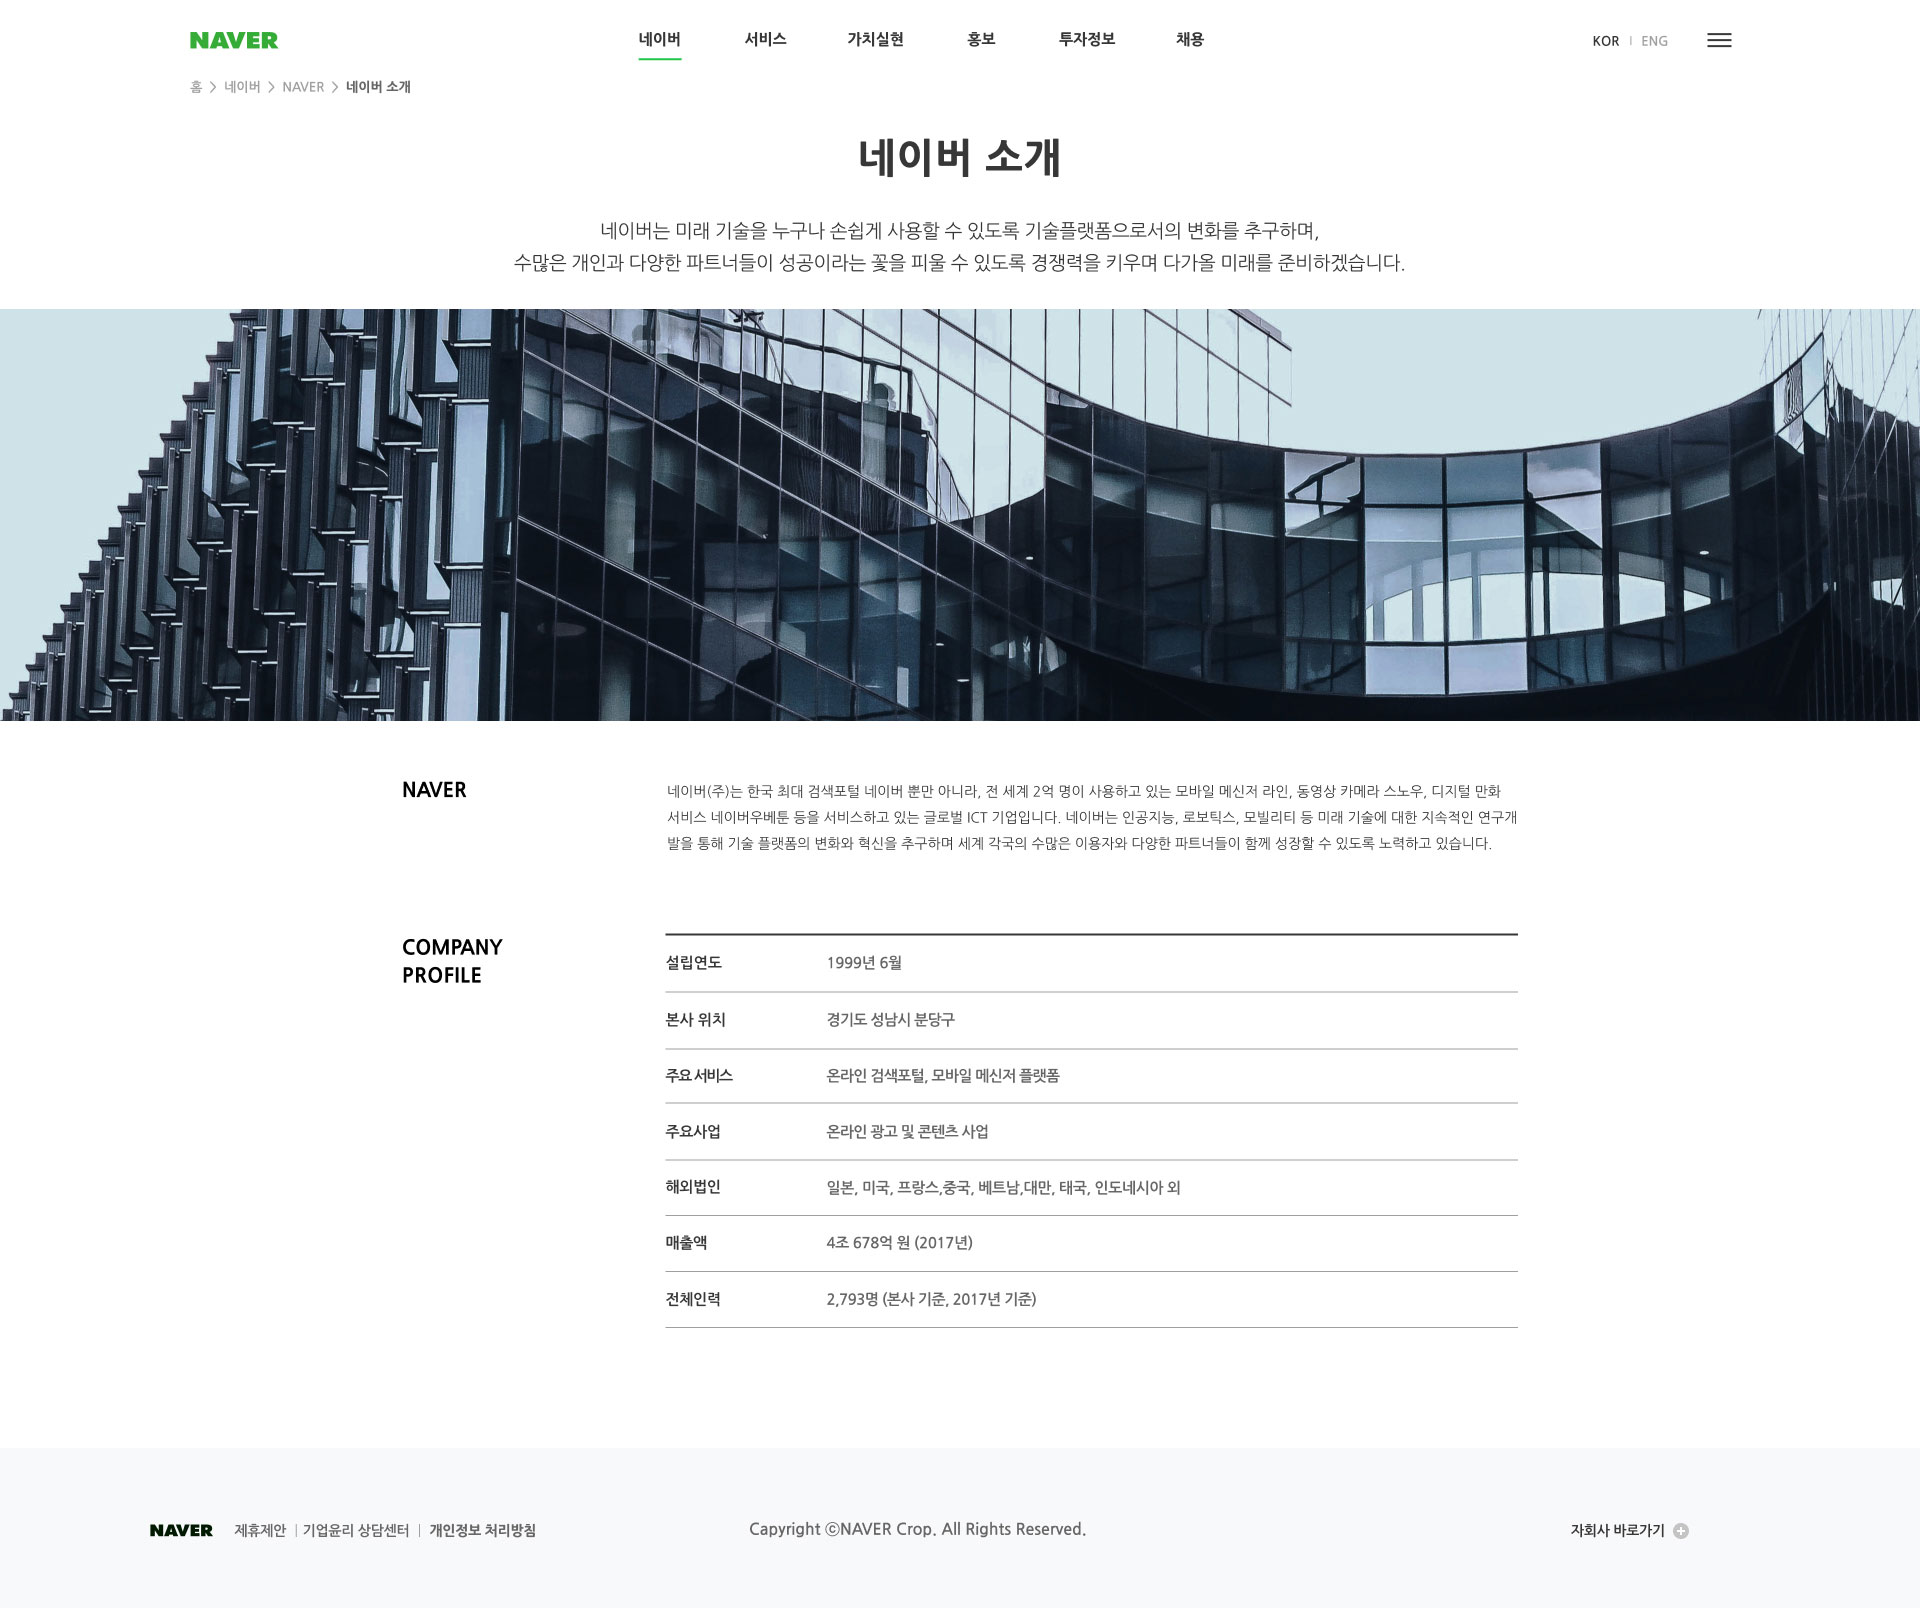 NAVER
네이버 서비스 가치실현 홍보 투자정보 채용
KOR | ENG
홈 > 네이버 > NAVER > 네이버 소개
네이버 소개
네이버는 미래 기술을 누구나 손쉽게 사용할 수 있도록 기술플랫폼으로서의 변화를 추구하며,
수많은 개인과 다양한 파트너들이 성공이라는 꽃을 피울 수 있도록 경쟁력을 키우며 다가올 미래를 준비하겠습니다.
NAVER
네이버(주)는 한국 최대 검색포털 네이버 뿐만 아니라, 전 세계 2억 명이 사용하고 있는 모바일 메신저 라인, 동영상 카메라 스노우, 디지털 만화
서비스 네이버우베툰 등을 서비스하고 있는 글로벌 ICT 기업입니다. 네이버는 인공지능, 로보틱스, 모빌리티 등 미래 기술에 대한 지속적인 연구개
발을 통해 기술 플랫폼의 변화와 혁신을 추구하며 세계 각국의 수많은 이용자와 다양한 파트너들이 함께 성장할 수 있도록 노력하고 있습니다.
COMPANY
PROFILE
설립연도 1999년 6월
본사 위치 경기도 성남시 분당구
주요 서비스 온라인 검색포털, 모바일 메신저 플랫폼
주요사업 온라인 광고 및 콘텐츠 사업
해외법인 일본, 미국, 프랑스,중국, 베트남,대만, 태국, 인도네시아 외
매출액 4조 678억 원 (2017년)
전체인력 2,793명 (본사 기준, 2017년 기준)
NAVER 제휴제안 | 기업윤리 상담센터 | 개인정보 처리방침
Capyright ⓒNAVER Crop. All Rights Reserved.
자회사 바로가기